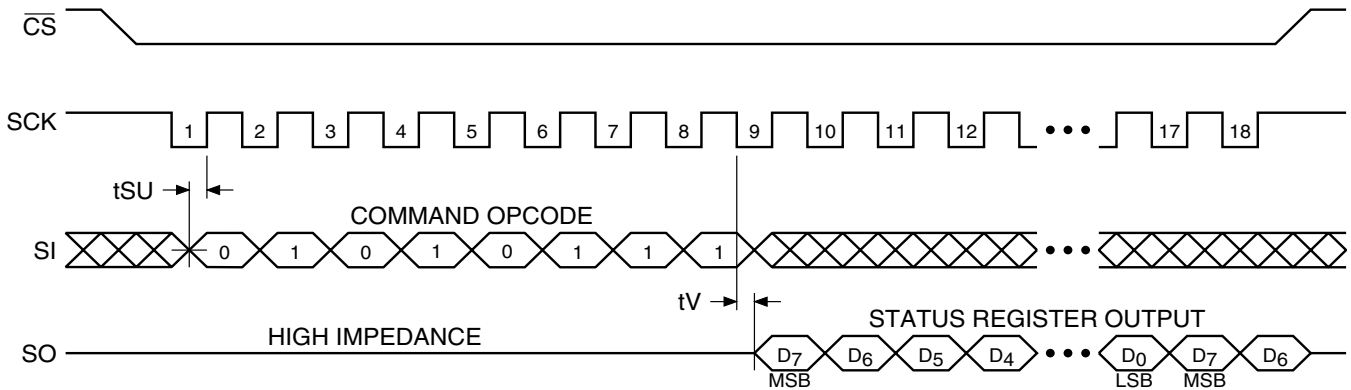 CS
SCK 1 2 3 4 5 6 7 8 9 10 11 12 17 18
tSU
COMMAND OPCODE
SI 0 1 0 1 0 1 1 1
tV
HIGH IMPEDANCE
STATUS REGISTER OUTPUT
SO D7 D6 D5 D4 D0 D7 D6
MSB LSB MSB